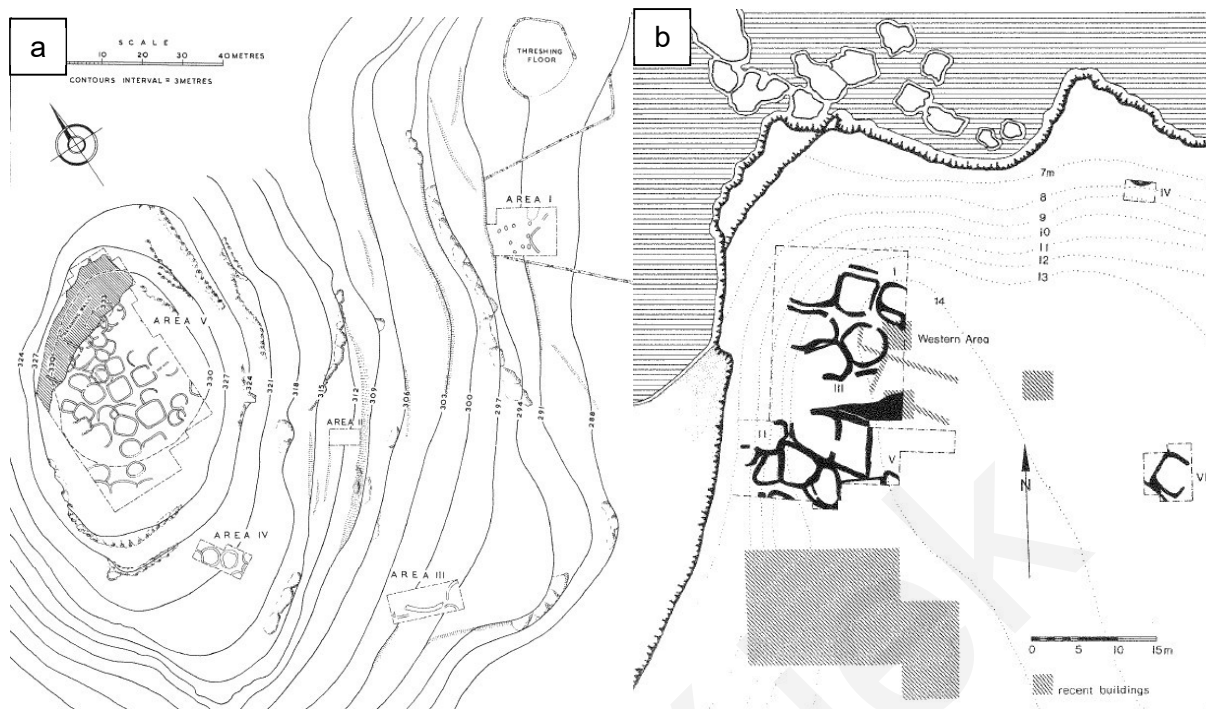 a
SCALE
10 20 30 40 METRES
CONTOURS INTERVAL = 3 METRES
THRESHING
FLOOR
AREA I
AREA V
333
330
324
327
330
327
324
321
318
315
312
309
306
303
300
297
294
291
288
AREA II
AREA IV
AREA III
b
7m
8
9
10
11
12
13
14
IV
I
Western Area
III
II
V
VI
N
0 5 10 15m
recent buildings